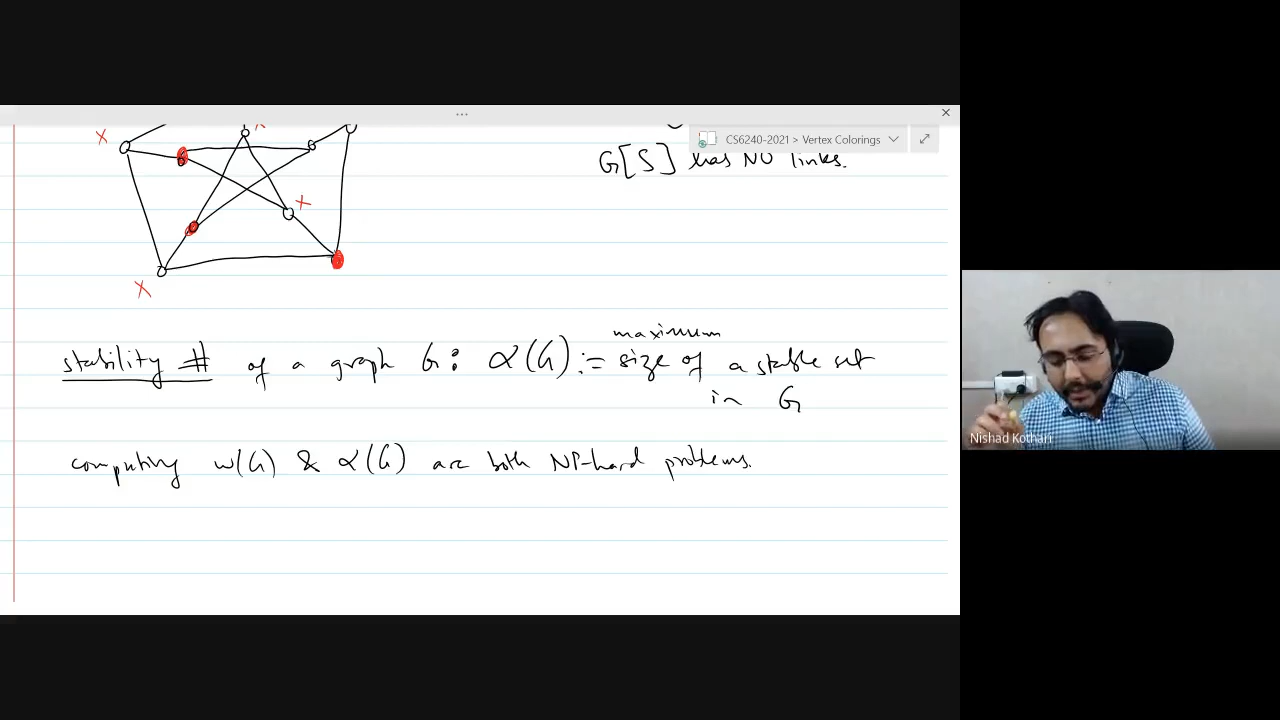 CS6240-2021 > Vertex Colorings
G[S] has NO links.
x
x
x
x
maximum
stability # of a graph G: α(G) := size of a stable set
in G
computing ω(G) & α(G) are both NP-hard problems.
Nishad Kothari